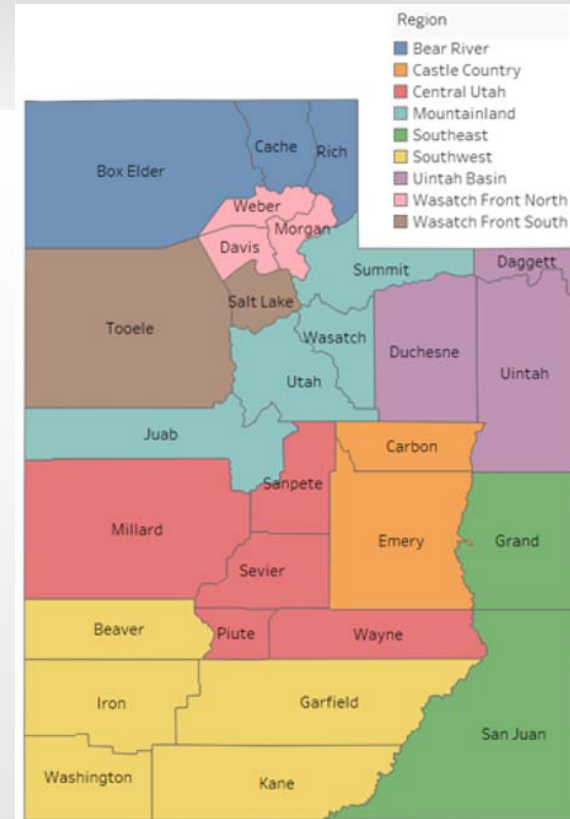 Region
Bear River
Castle Country
Central Utah
Mountainland
Southeast
Southwest
Uintah Basin
Wasatch Front North
Wasatch Front South
Cache
Rich
Box Elder
Weber
Morgan
Davis
Summit
Daggett
Salt Lake
Tooele
Wasatch
Duchesne
Uintah
Utah
Juab
Carbon
Sanpete
Millard
Emery
Grand
Sevier
Beaver
Piute
Wayne
Iron
Garfield
San Juan
Washington
Kane